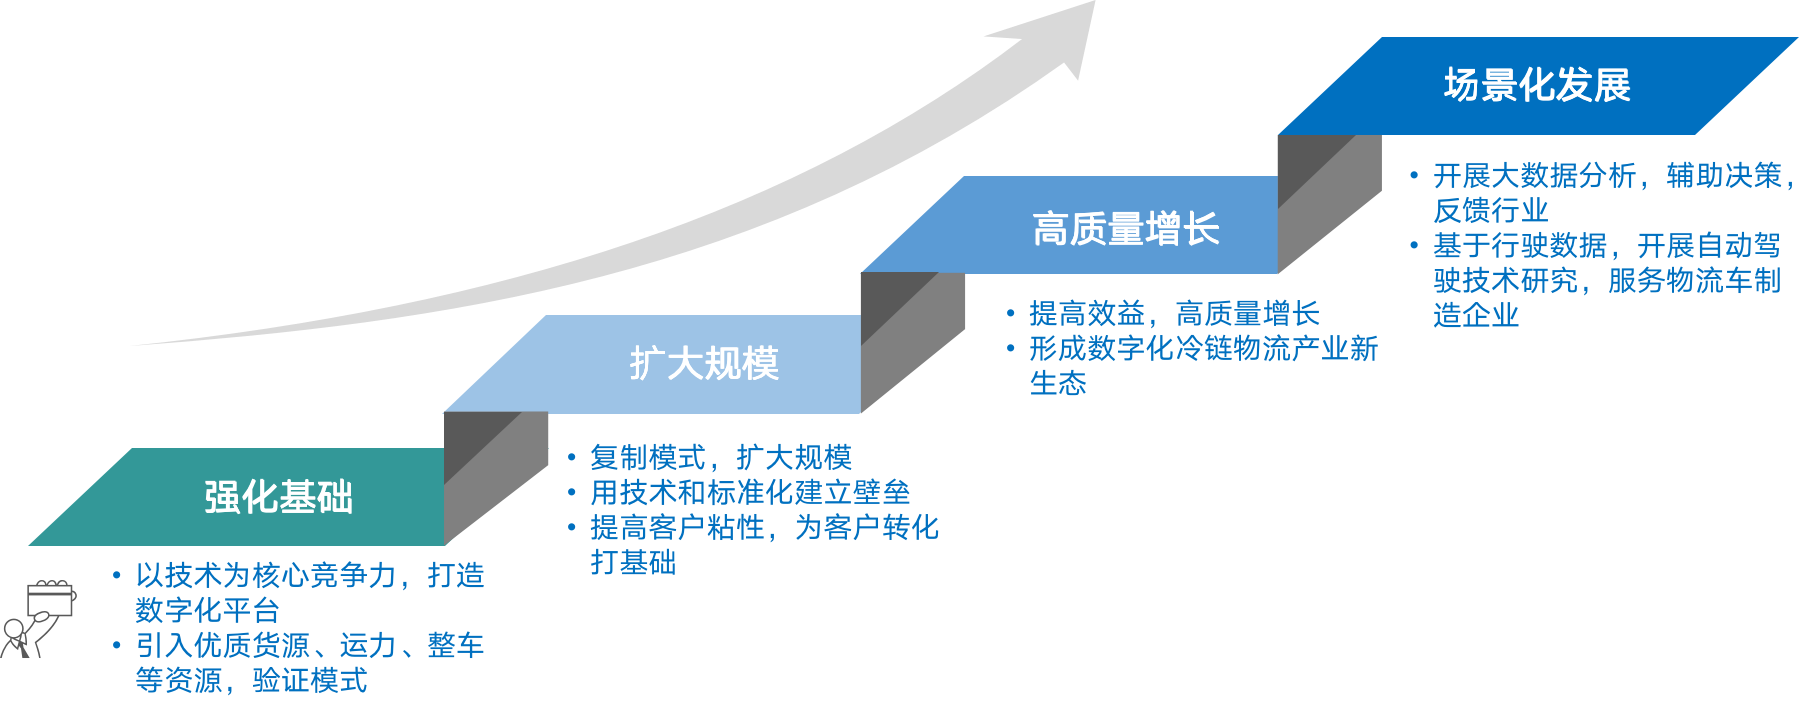 强化基础
• 以技术为核心竞争力，打造
数字化平台
• 引入优质货源、运力、整车
等资源，验证模式
扩大规模
• 复制模式，扩大规模
• 用技术和标准化建立壁垒
• 提高客户粘性，为客户转化
打基础
高质量增长
• 提高效益，高质量增长
• 形成数字化冷链物流产业新
生态
场景化发展
• 开展大数据分析，辅助决策，
反馈行业
• 基于行驶数据，开展自动驾
驶技术研究，服务物流车制
造企业